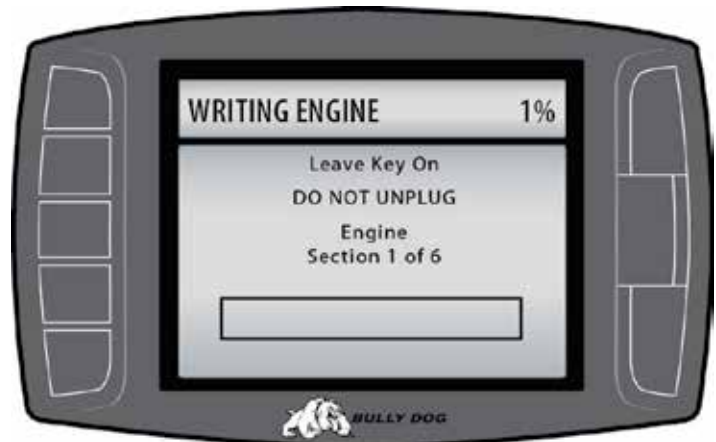 WRITING ENGINE 1%
Leave Key On
DO NOT UNPLUG
Engine
Section 1 of 6
BULLY DOG